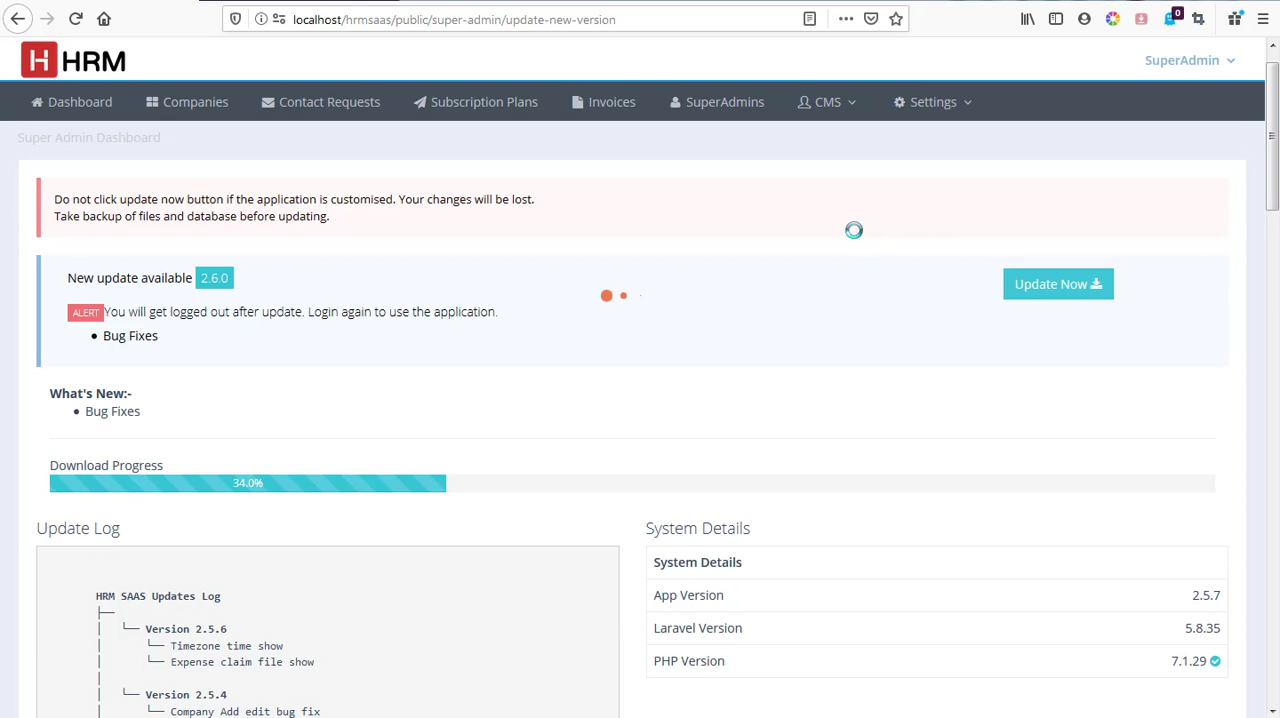 localhost/hrmsaas/public/super-admin/update-new-version
0
H HRM
SuperAdmin
Dashboard
Companies
Contact Requests
Subscription Plans
Invoices
SuperAdmins
CMS
Settings
Super Admin Dashboard
Do not click update now button if the application is customised. Your changes will be lost.
Take backup of files and database before updating.
New update available 2.6.0
Update Now
ALERT You will get logged out after update. Login again to use the application.
Bug Fixes
What's New:-
Bug Fixes
Download Progress
34.0%
Update Log
HRM SAAS Updates Log
Version 2.5.6
Timezone time show
Expense claim file show
Version 2.5.4
Company Add edit bug fix
System Details
System Details
App Version 2.5.7
Laravel Version 5.8.35
PHP Version 7.1.29